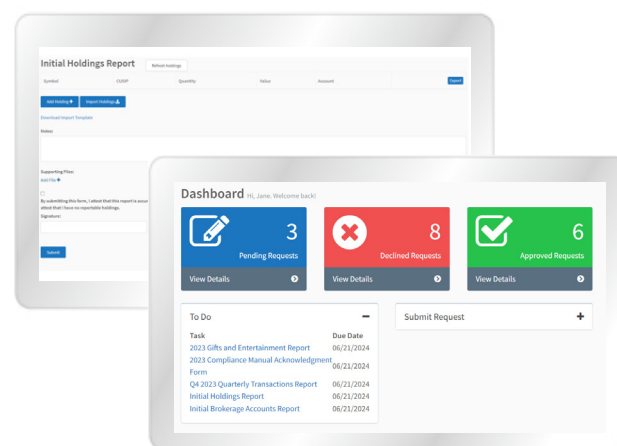 Initial Holdings Report
Refresh holdings
Symbol CUSIP Quantity Value Account
Export
Add Holding
Import Holdings
Download Import Template
Notes:
Supporting Files:
Add File
By submitting this form, I attest that this report is
attest that I have no reportable holdings.
Signature:
Submit
Dashboard Hi, Jane. Welcome back!
3
Pending Requests
View Details
8
Declined Requests
View Details
6
Approved Requests
View Details
To Do
Task Due Date
2023 Gifts and Entertainment Report 06/21/2024
2023 Compliance Manual Acknowledgment
Form 06/21/2024
Q4 2023 Quarterly Transactions Report 06/21/2024
Initial Holdings Report 06/21/2024
Initial Brokerage Accounts Report 06/21/2024
Submit Request